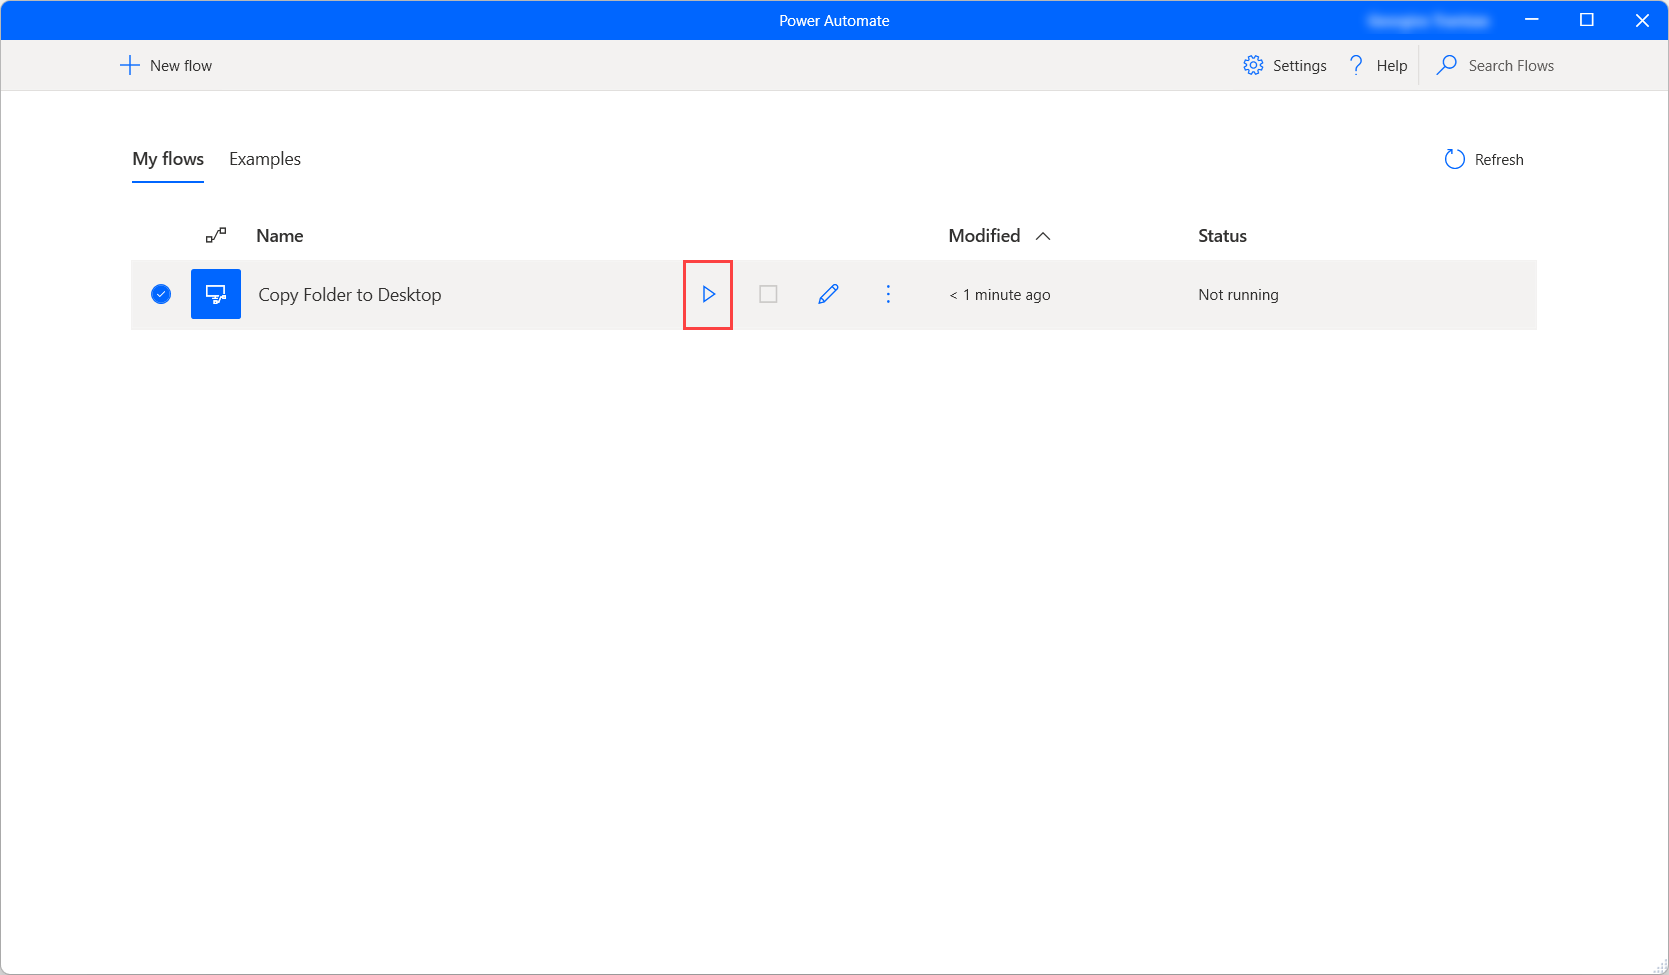 Power Automate
New flow
Settings
Help
Search Flows
My flows
Examples
Refresh
Name
Modified
Status
Copy Folder to Desktop
< 1 minute ago
Not running